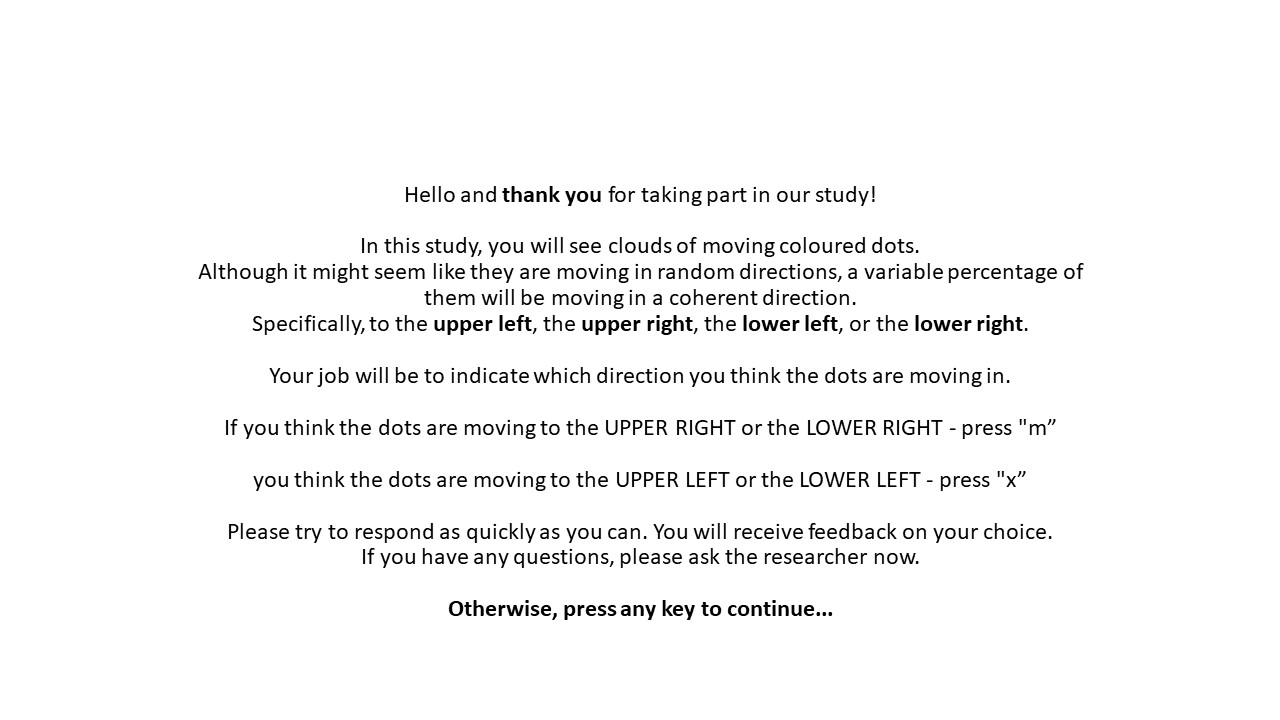 Hello and thank you for taking part in our study!
In this study, you will see clouds of moving coloured dots.
Although it might seem like they are moving in random directions, a variable percentage of
them will be moving in a coherent direction.
Specifically, to the upper left, the upper right, the lower left, or the lower right.
Your job will be to indicate which direction you think the dots are moving in.
If you think the dots are moving to the UPPER RIGHT or the LOWER RIGHT - press "m”
you think the dots are moving to the UPPER LEFT or the LOWER LEFT - press "x”
Please try to respond as quickly as you can. You will receive feedback on your choice.
If you have any questions, please ask the researcher now.
Otherwise, press any key to continue...